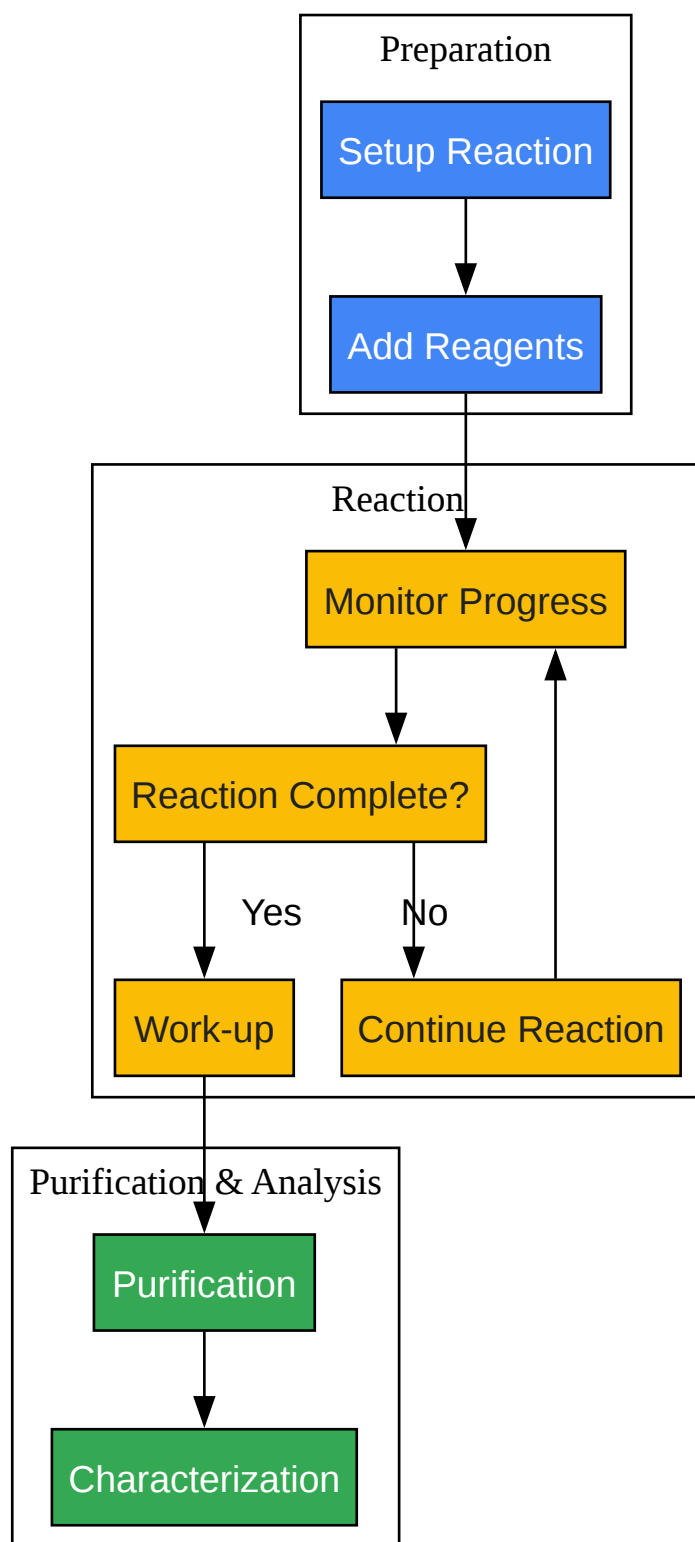 Preparation
Setup Reaction
Add Reagents
Reaction
Monitor Progress
Reaction Complete?
Yes
No
Work-up
Continue Reaction
Purification & Analysis
Purification
Characterization